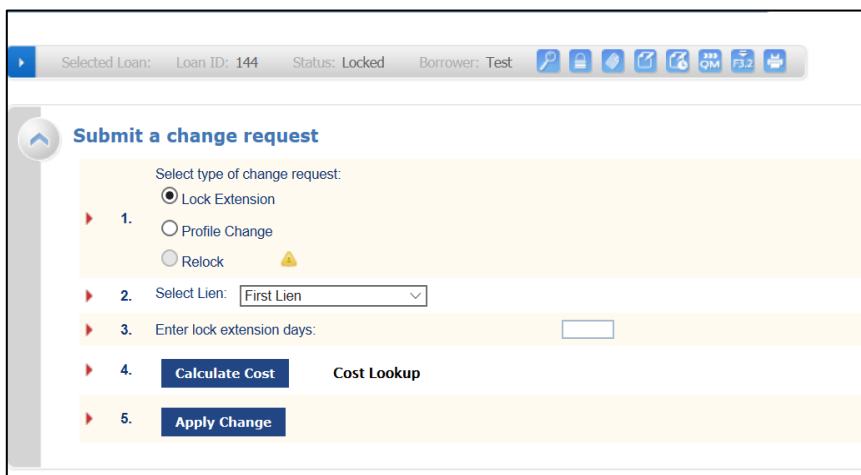 Selected Loan: Loan ID: 144 Status: Locked Borrower: Test QM F3.2
Submit a change request
Select type of change request:
Lock Extension
1.
Profile Change
Relock
2. Select Lien: First Lien
3. Enter lock extension days:
4. Calculate Cost Cost Lookup
5. Apply Change